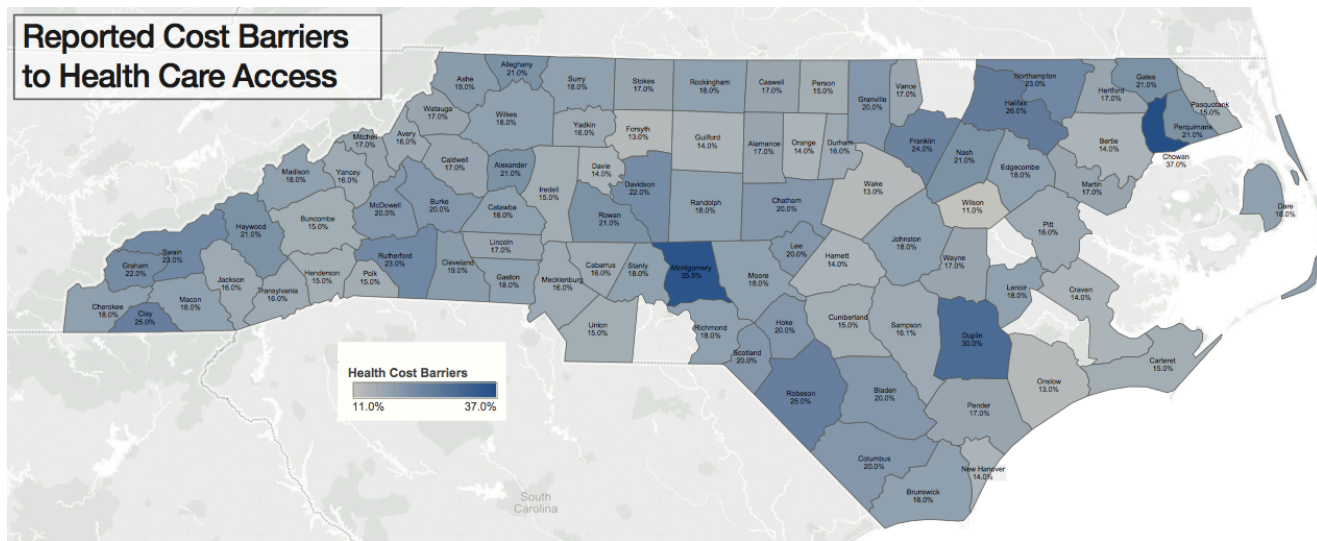 Reported Cost Barriers
to Health Care Access
Alleghany
21.0%
Ashe
19.0%
Surry
18.0%
Stokes
17.0%
Rockingham
18.0%
Caswell
17.0%
Person
15.0%
Granville
20.0%
Vance
17.0%
Northampton
23.0%
Halifax
26.0%
Hertford
17.0%
Gates
21.0%
Pasquotank
15.0%
Perquimans
21.0%
Chowan
37.0%
Bertie
14.0%
Watauga
17.0%
Wilkes
18.0%
Yadkin
16.0%
Forsyth
13.0%
Guilford
14.0%
Alamance
17.0%
Orange
14.0%
Durham
16.0%
Franklin
24.0%
Nash
21.0%
Edgecombe
18.0%
Martin
17.0%
Mitchell
17.0%
Avery
16.0%
Caldwell
17.0%
Alexander
21.0%
Iredell
15.0%
Davie
14.0%
Davidson
22.0%
Randolph
18.0%
Chatham
20.0%
Wake
13.0%
Wilson
11.0%
Pitt
16.0%
Dare
18.0%
Madison
18.0%
Yancey
16.0%
McDowell
20.0%
Burke
20.0%
Catawba
18.0%
Rowan
21.0%
Buncombe
15.0%
Haywood
21.0%
Swain
23.0%
Graham
22.0%
Rutherford
23.0%
Cleveland
19.0%
Lincoln
17.0%
Gaston
18.0%
Mecklenburg
16.0%
Cabarrus
16.0%
Stanly
18.0%
Montgomery
35.5%
Moore
18.0%
Lee
20.0%
Harnett
14.0%
Johnston
18.0%
Wayne
17.0%
Lenoir
18.0%
Craven
14.0%
Jackson
16.0%
Henderson
15.0%
Polk
15.0%
Transylvania
16.0%
Macon
18.0%
Cherokee
18.0%
Clay
25.0%
Union
15.0%
Richmond
18.0%
Scotland
20.0%
Hoke
20.0%
Cumberland
15.0%
Sampson
16.1%
Duplin
30.0%
Onslow
13.0%
Carteret
15.0%
Robeson
25.0%
Bladen
20.0%
Pender
17.0%
Columbus
20.0%
New Hanover
14.0%
Brunswick
18.0%
Health Cost Barriers
11.0% 37.0%
South
Carolina